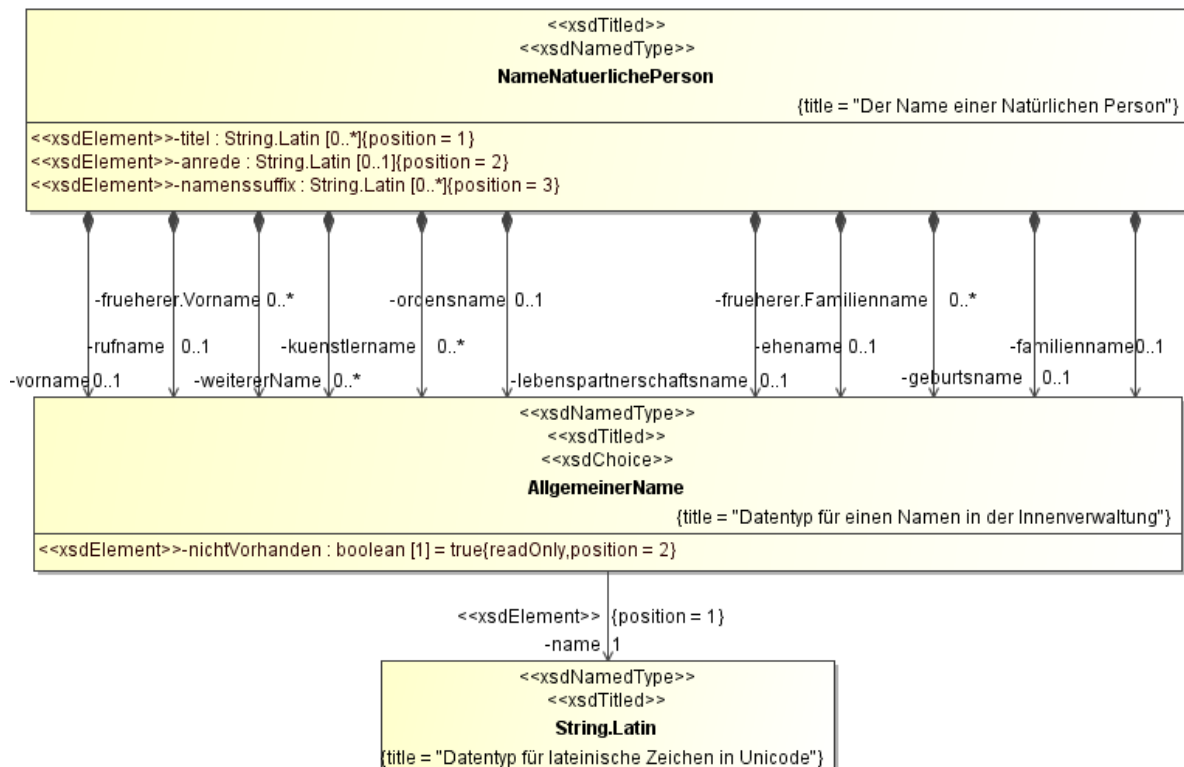 <<xsdTitled>>
<<xsdNamedType>>
NameNatuerlichePerson
{title = "Der Name einer Natürlichen Person"}
<<xsdElement>>-titel : String.Latin [0..*]{position = 1}
<<xsdElement>>-anrede : String.Latin [0..1]{position = 2}
<<xsdElement>>-namenssuffix : String.Latin [0..*]{position = 3}
-frueherer.Vorname 0..* -ordensname 0..1 -frueherer.Familienname 0..*
-rufname 0..1 -kuenstlername 0..* -ehename 0..1 -familienname 0..1
-vorname 0..1 -weitererName 0..* -lebenspartnerschaftsname 0..1 -geburtsname 0..1
<<xsdNamedType>>
<<xsdTitled>>
<<xsdChoice>>
AllgemeinerName
{title = "Datentyp für einen Namen in der Innenverwaltung"}
<<xsdElement>>-nichtVorhanden : boolean [1] = true{readOnly,position = 2}
<<xsdElement>> {position = 1}
-name 1
<<xsdNamedType>>
<<xsdTitled>>
String.Latin
{title = "Datentyp für lateinische Zeichen in Unicode"}